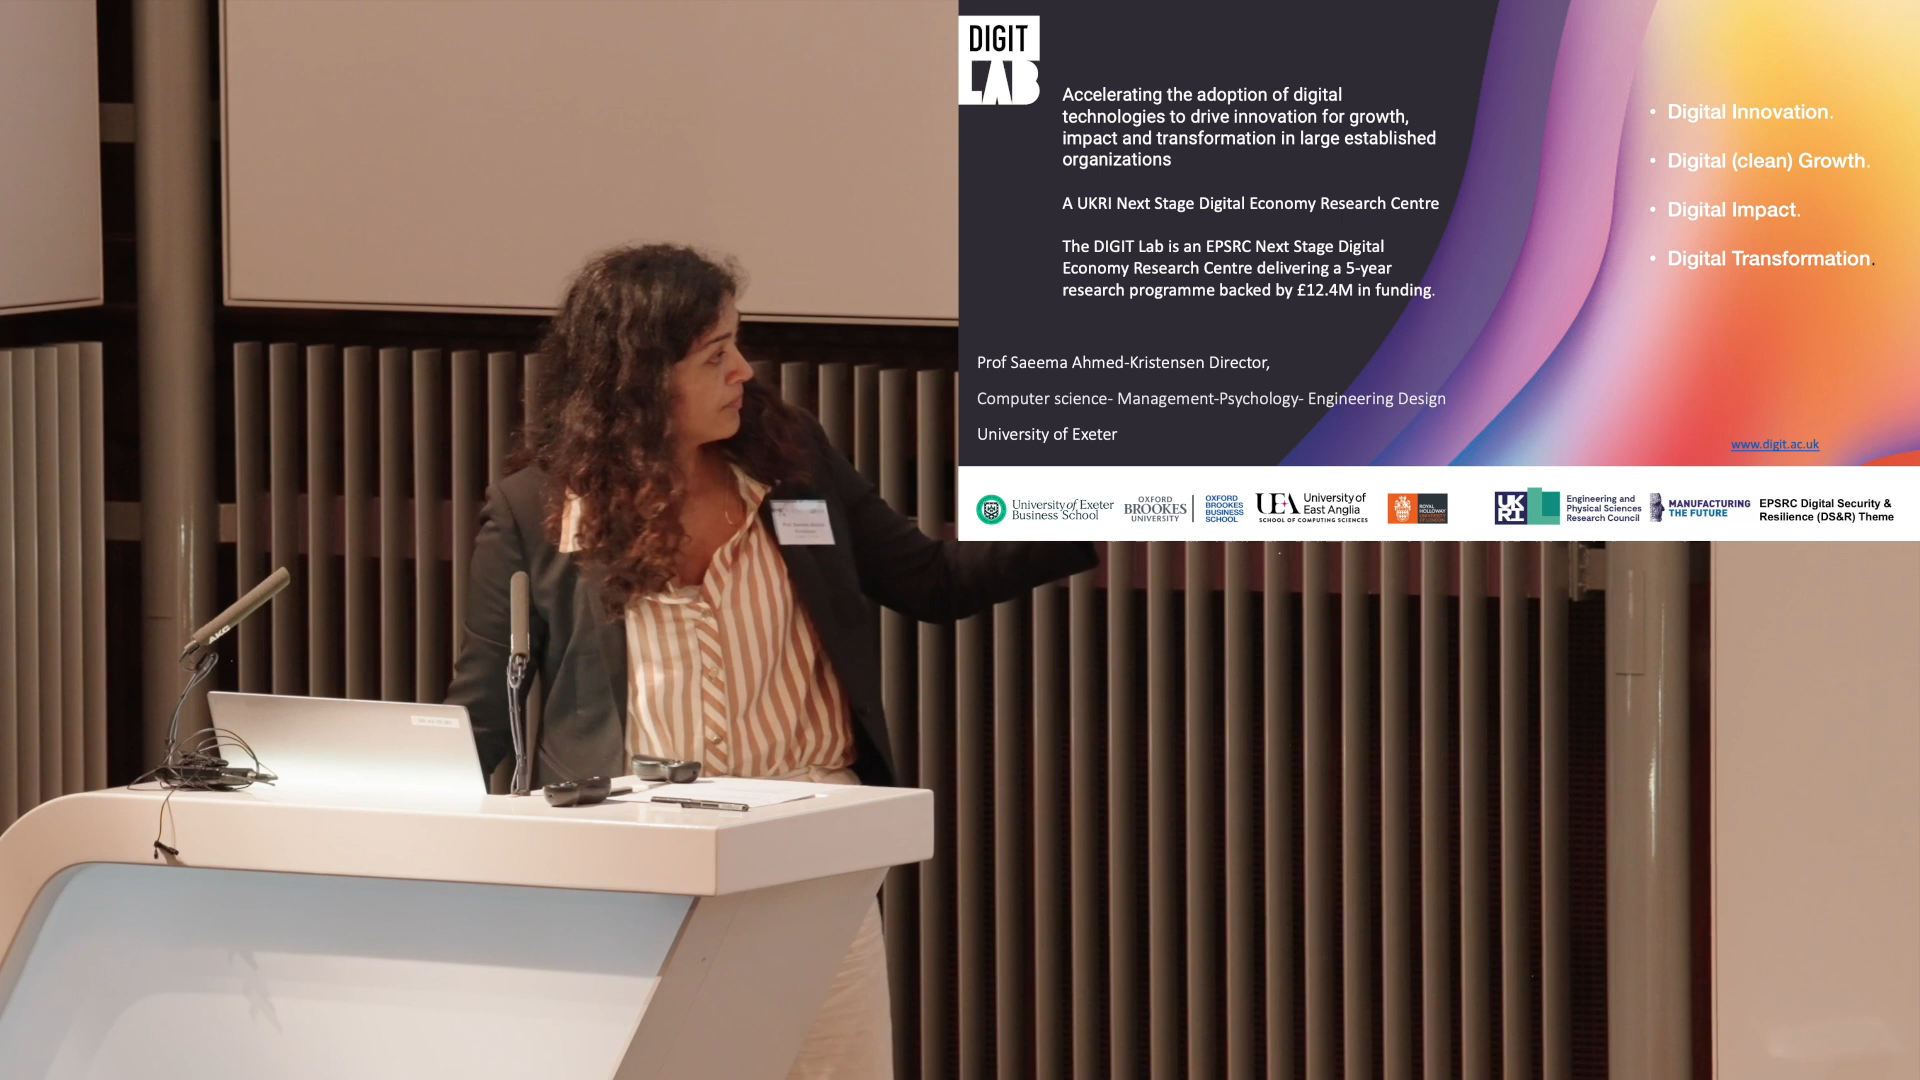 DIGIT
LAB
Accelerating the adoption of digital
technologies to drive innovation for growth,
impact and transformation in large established
organizations
A UKRI Next Stage Digital Economy Research Centre
The DIGIT Lab is an EPSRC Next Stage Digital
Economy Research Centre delivering a 5-year
research programme backed by £12.4M in funding.
• Digital Innovation.
• Digital (clean) Growth.
• Digital Impact.
• Digital Transformation.
Prof Saeema Ahmed-Kristensen Director,
Computer science- Management-Psychology- Engineering Design
University of Exeter
www.digit.ac.uk
University of Exeter
Business School
OXFORD
BROOKES
UNIVERSITY
OXFORD
BROOKES
BUSINESS
SCHOOL
UEA
University of
East Anglia
SCHOOL OF COMPUTING SCIENCES
ROYAL
HOLLOWAY
UK
RI
Engineering and
Physical Sciences
Research Council
MANUFACTURING
THE FUTURE
EPSRC Digital Security &
Resilience (DS&R) Theme
AKG